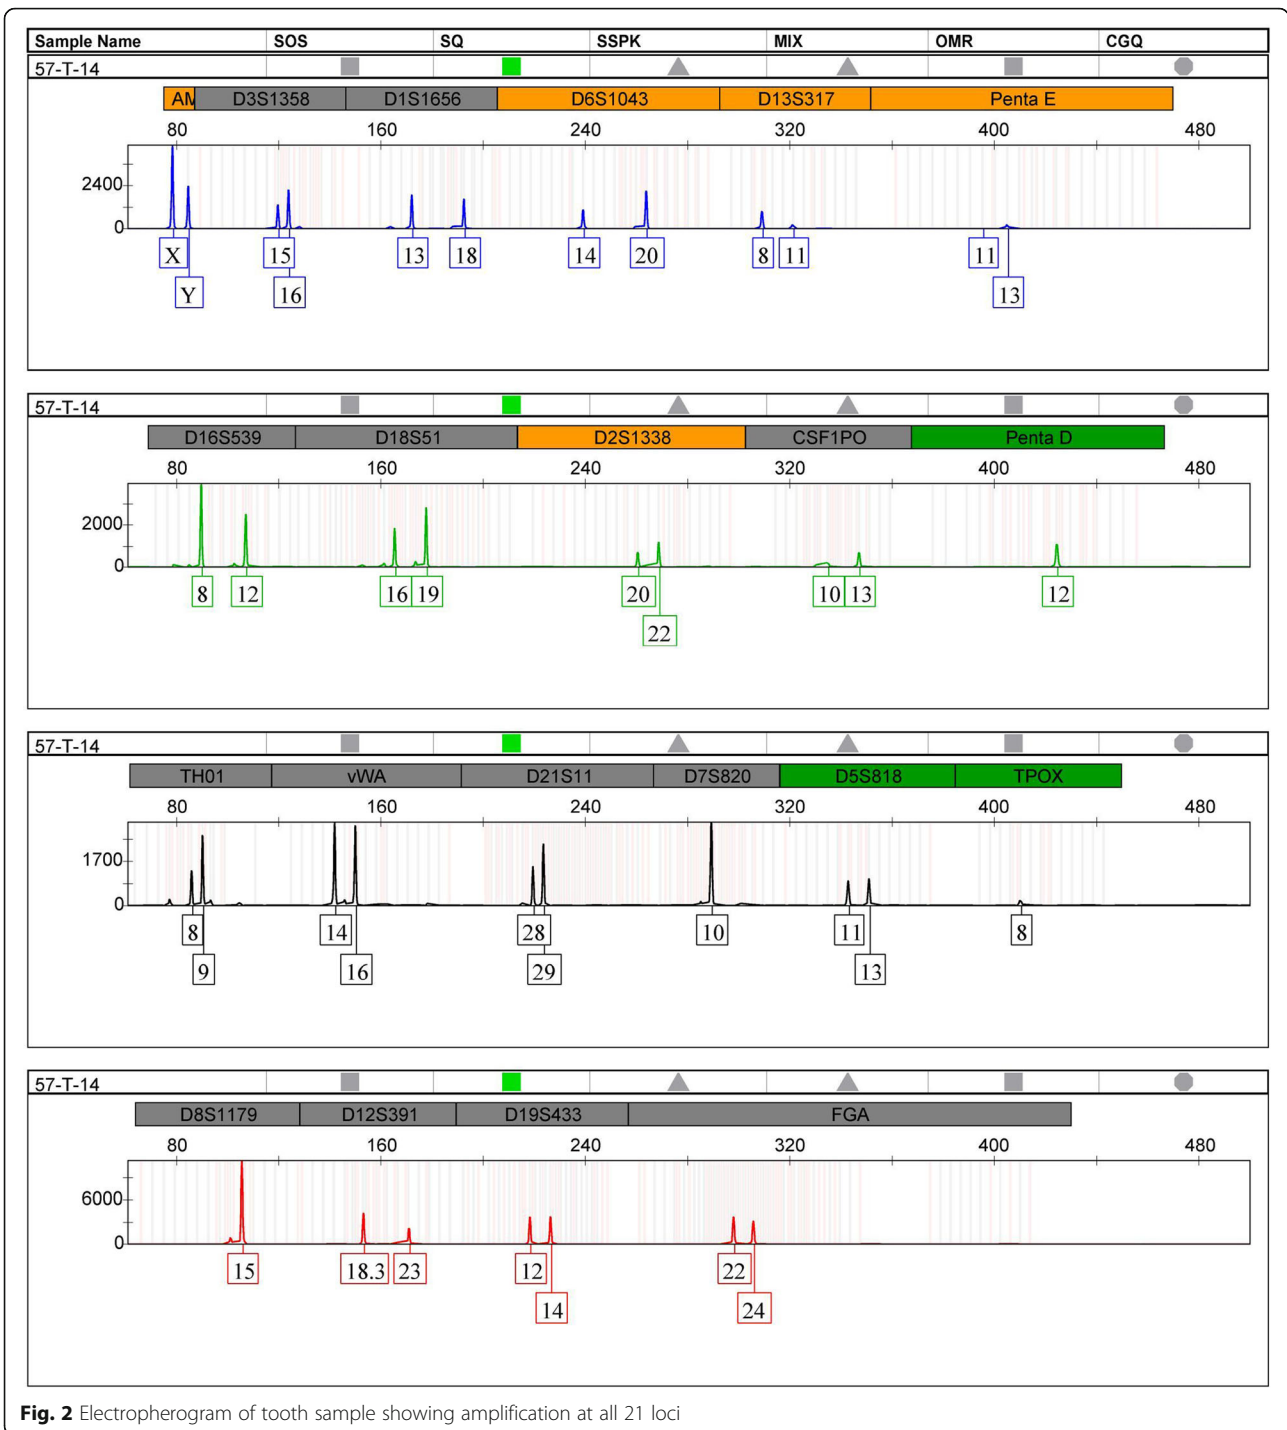 Sample Name SOS SQ SSPK MIX OMR CGQ
57-T-14
AM D3S1358 D1S1656 D6S1043 D13S317 Penta E
80 160 240 320 400 480
2400
0
X 15 13 18 14 20 8 11 11
Y 16 13
57-T-14
D16S539 D18S51 D2S1338 CSF1PO Penta D
80 160 240 320 400 480
2000
0
8 12 16 19 20 10 13 12
22
57-T-14
TH01 vWA D21S11 D7S820 D5S818 TPOX
80 160 240 320 400 480
1700
0
8 14 28 10 11 8
9 16 29 13
57-T-14
D8S1179 D12S391 D19S433 FGA
80 160 240 320 400 480
6000
0
15 18.3 23 12 22
14 24
Fig. 2 Electropherogram of tooth sample showing amplification at all 21 loci